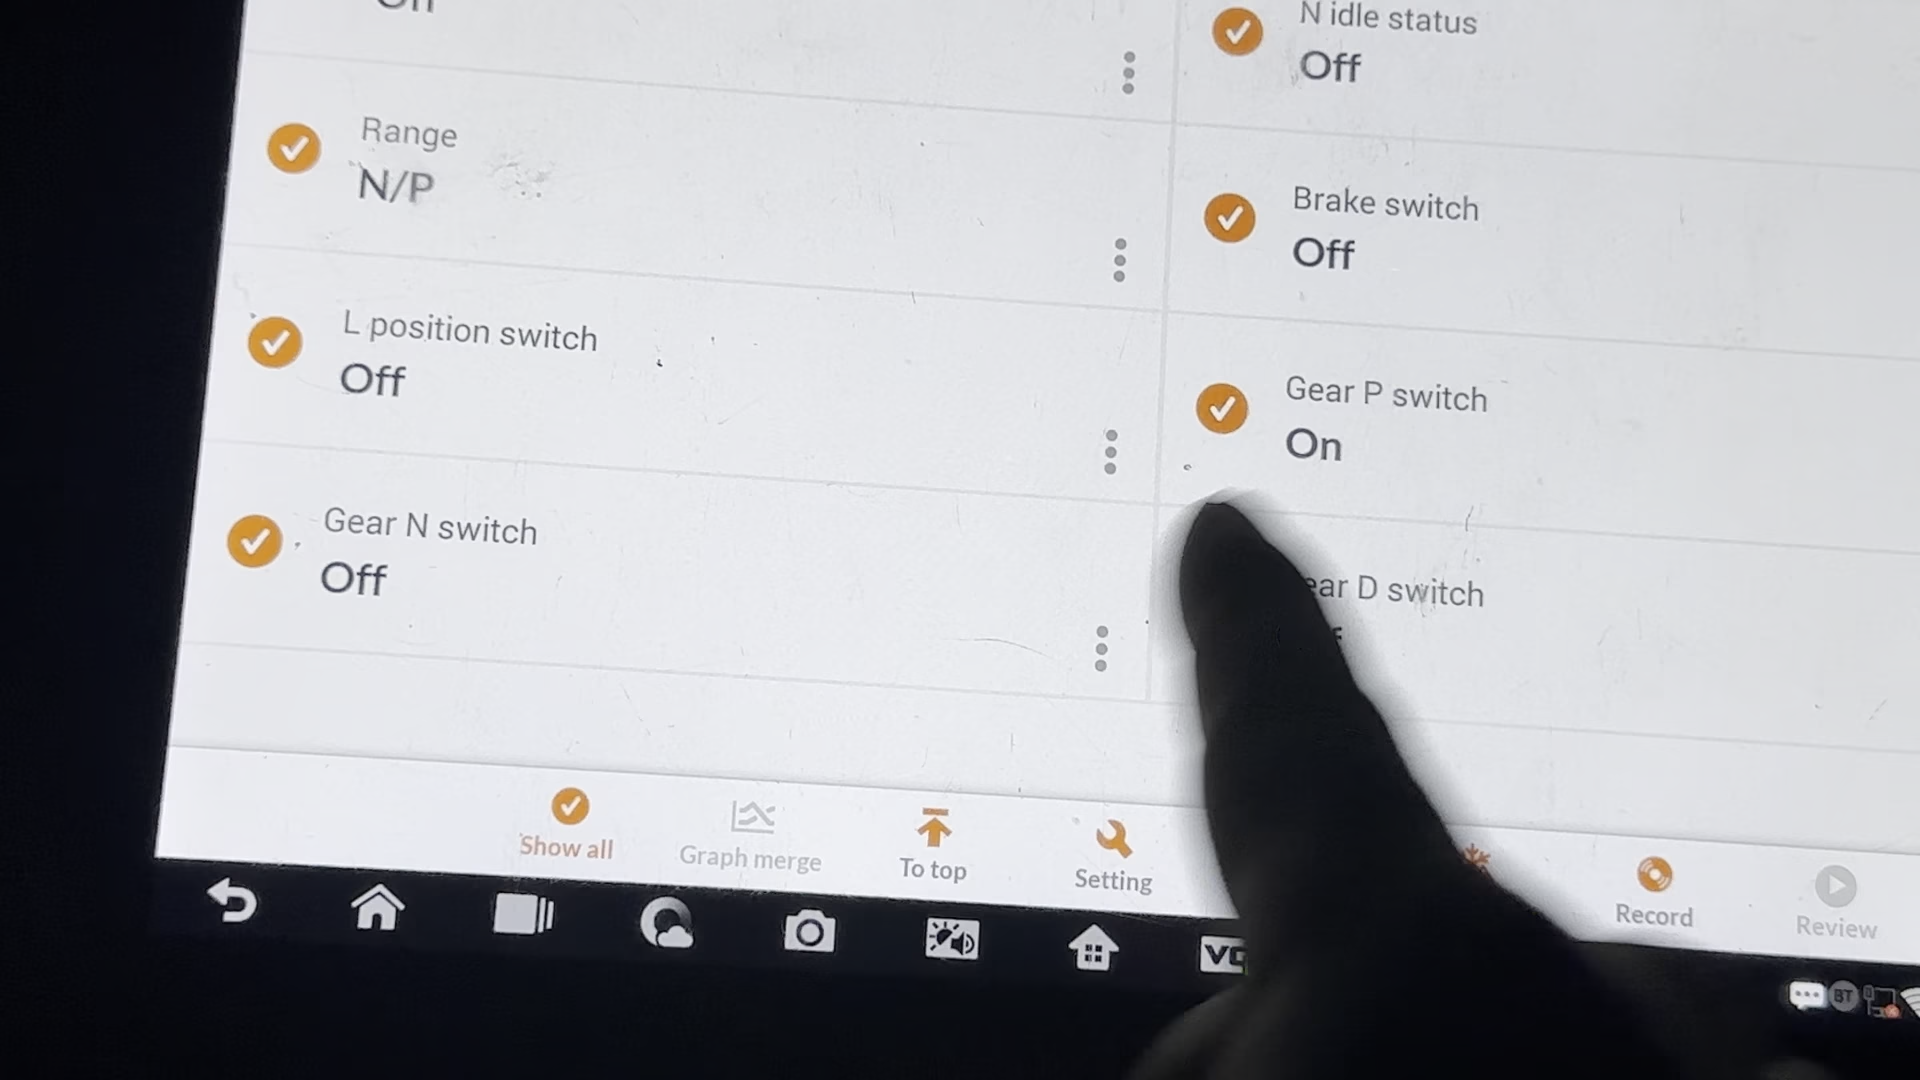 N idle status
Off
Range
N/P
Brake switch
Off
L position switch
Off
Gear P switch
On
Gear N switch
Off
D switch
Show all
Graph merge
To top
Setting
Record
Review
BT